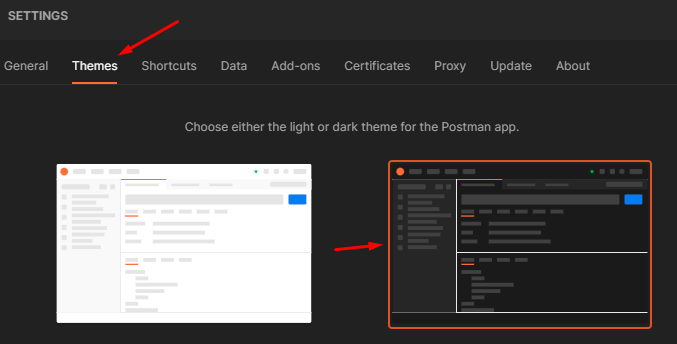 SETTINGS
General Themes Shortcuts Data Add-ons Certificates Proxy Update About
Choose either the light or dark theme for the Postman app.